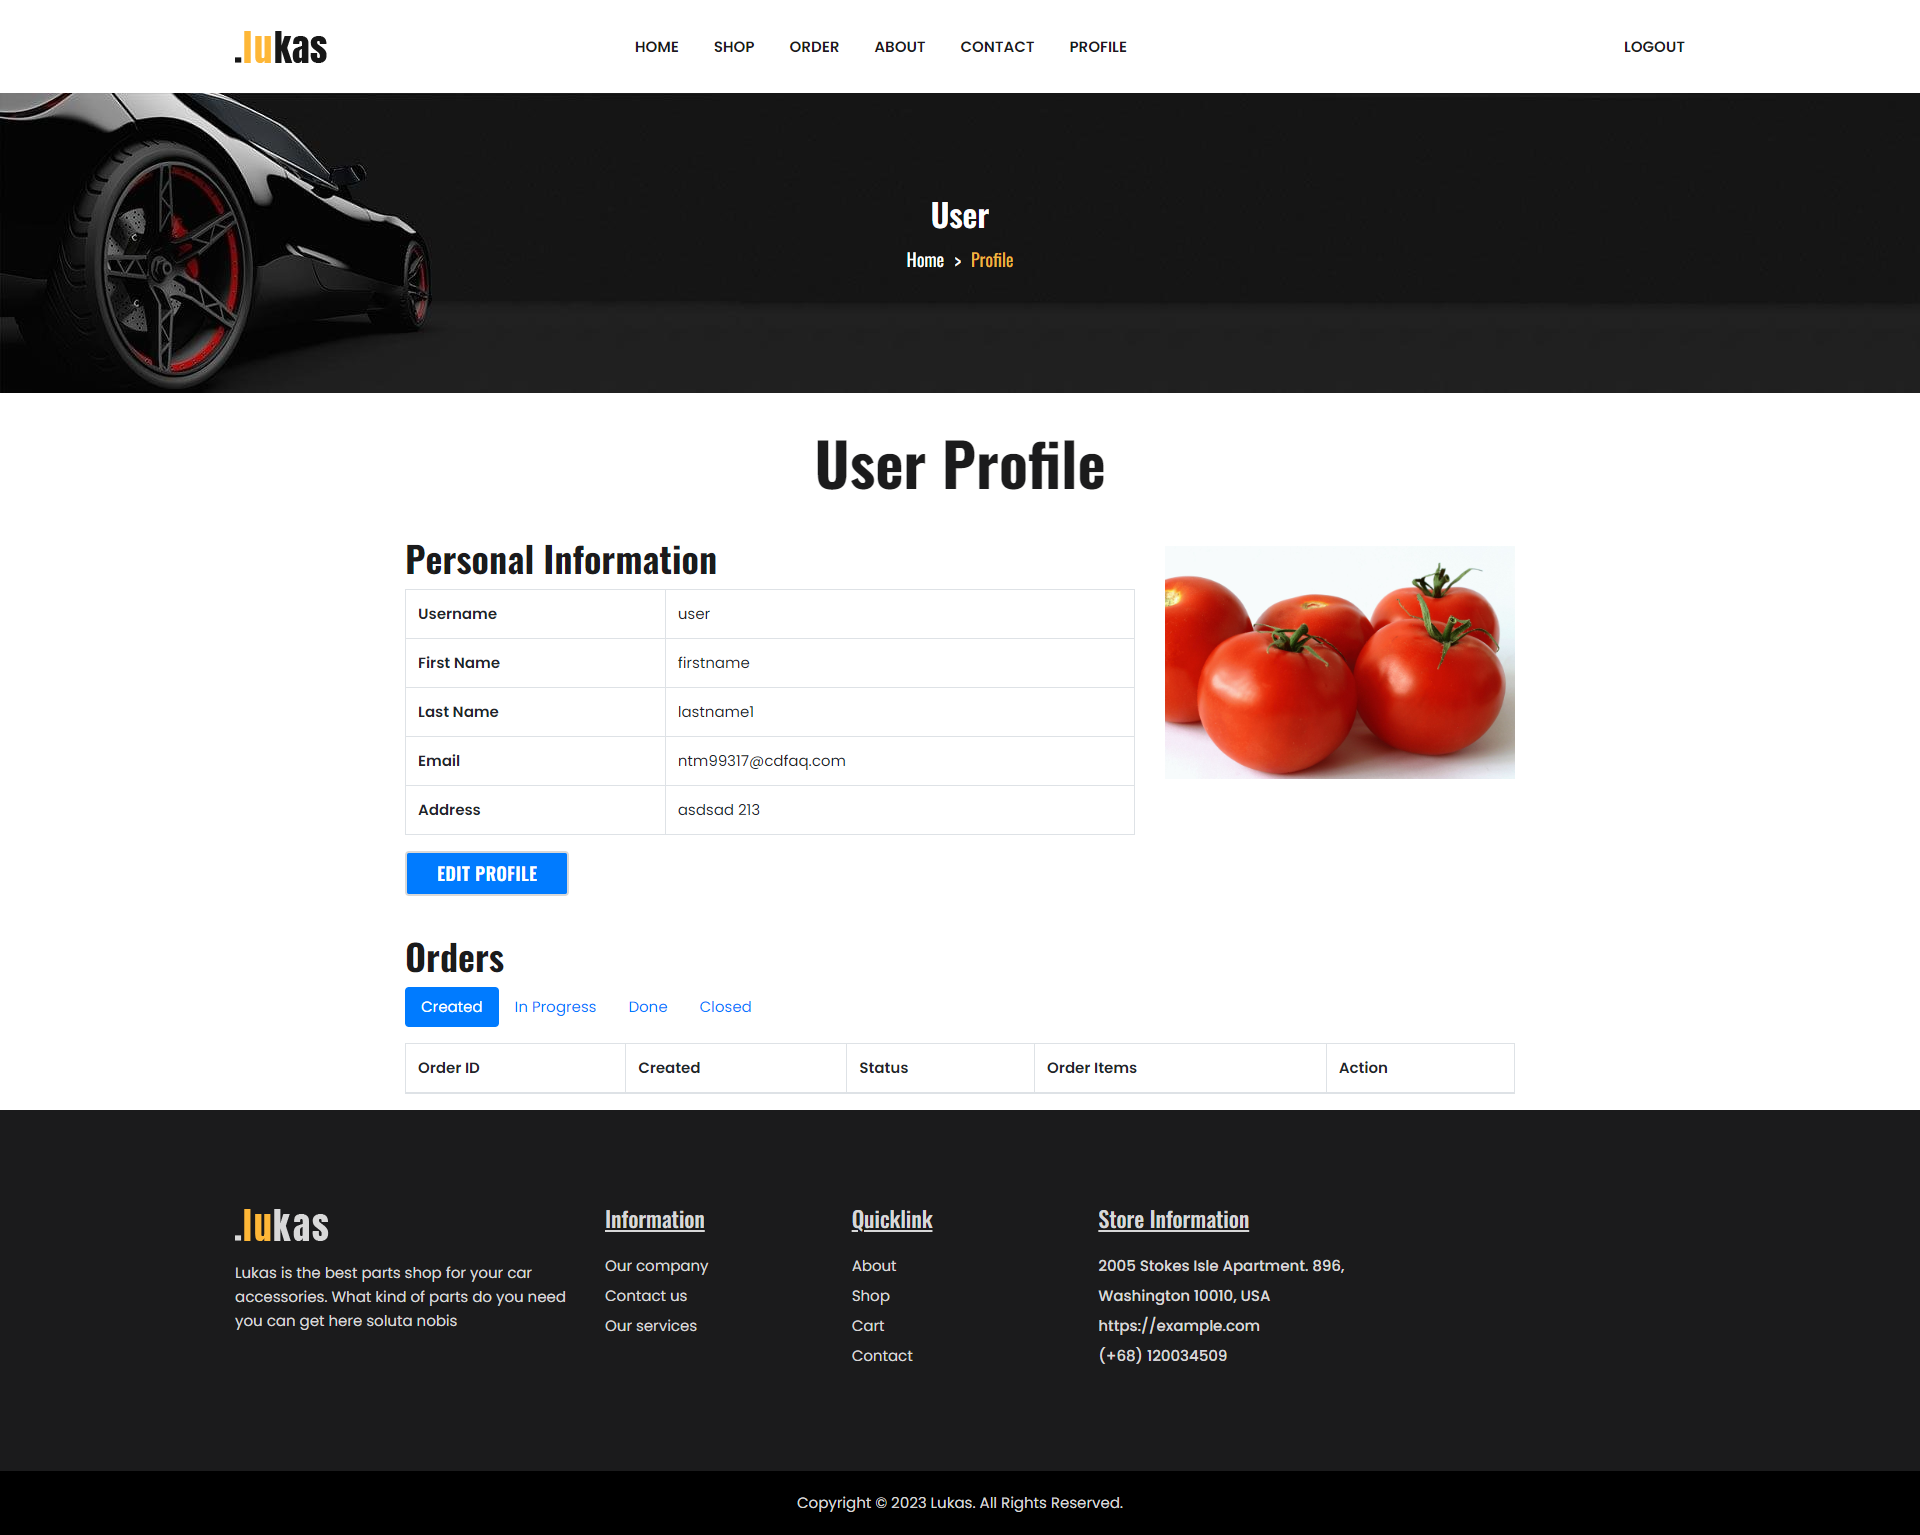 .lukas
HOME SHOP ORDER ABOUT CONTACT PROFILE
LOGOUT
User
Home > Profile
User Profile
Personal Information
Username user
First Name firstname
Last Name lastname1
Email ntm99317@cdfaq.com
Address asdsad 213
EDIT PROFILE
Orders
Created In Progress Done Closed
Order ID Created Status Order Items Action
.lukas
Lukas is the best parts shop for your car
accessories. What kind of parts do you need
you can get here soluta nobis
Information
Our company
Contact us
Our services
Quicklink
About
Shop
Cart
Contact
Store Information
2005 Stokes Isle Apartment. 896,
Washington 10010, USA
https://example.com
(+68) 120034509
Copyright © 2023 Lukas. All Rights Reserved.